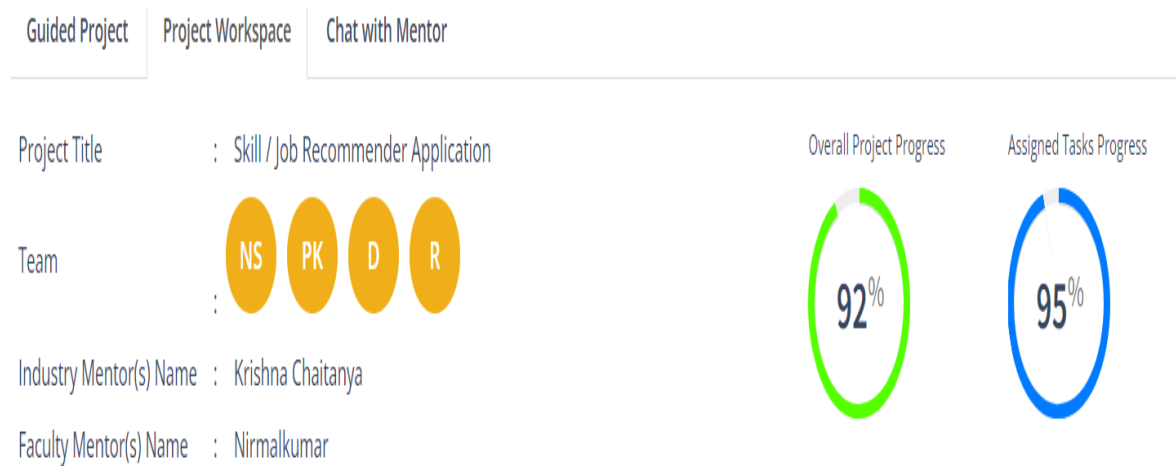 Guided Project Project Workspace Chat with Mentor
Project Title : Skill / Job Recommender Application
Overall Project Progress Assigned Tasks Progress
Team : NS PK D R
92% 95%
Industry Mentor(s) Name : Krishna Chaitanya
Faculty Mentor(s) Name : Nirmalkumar